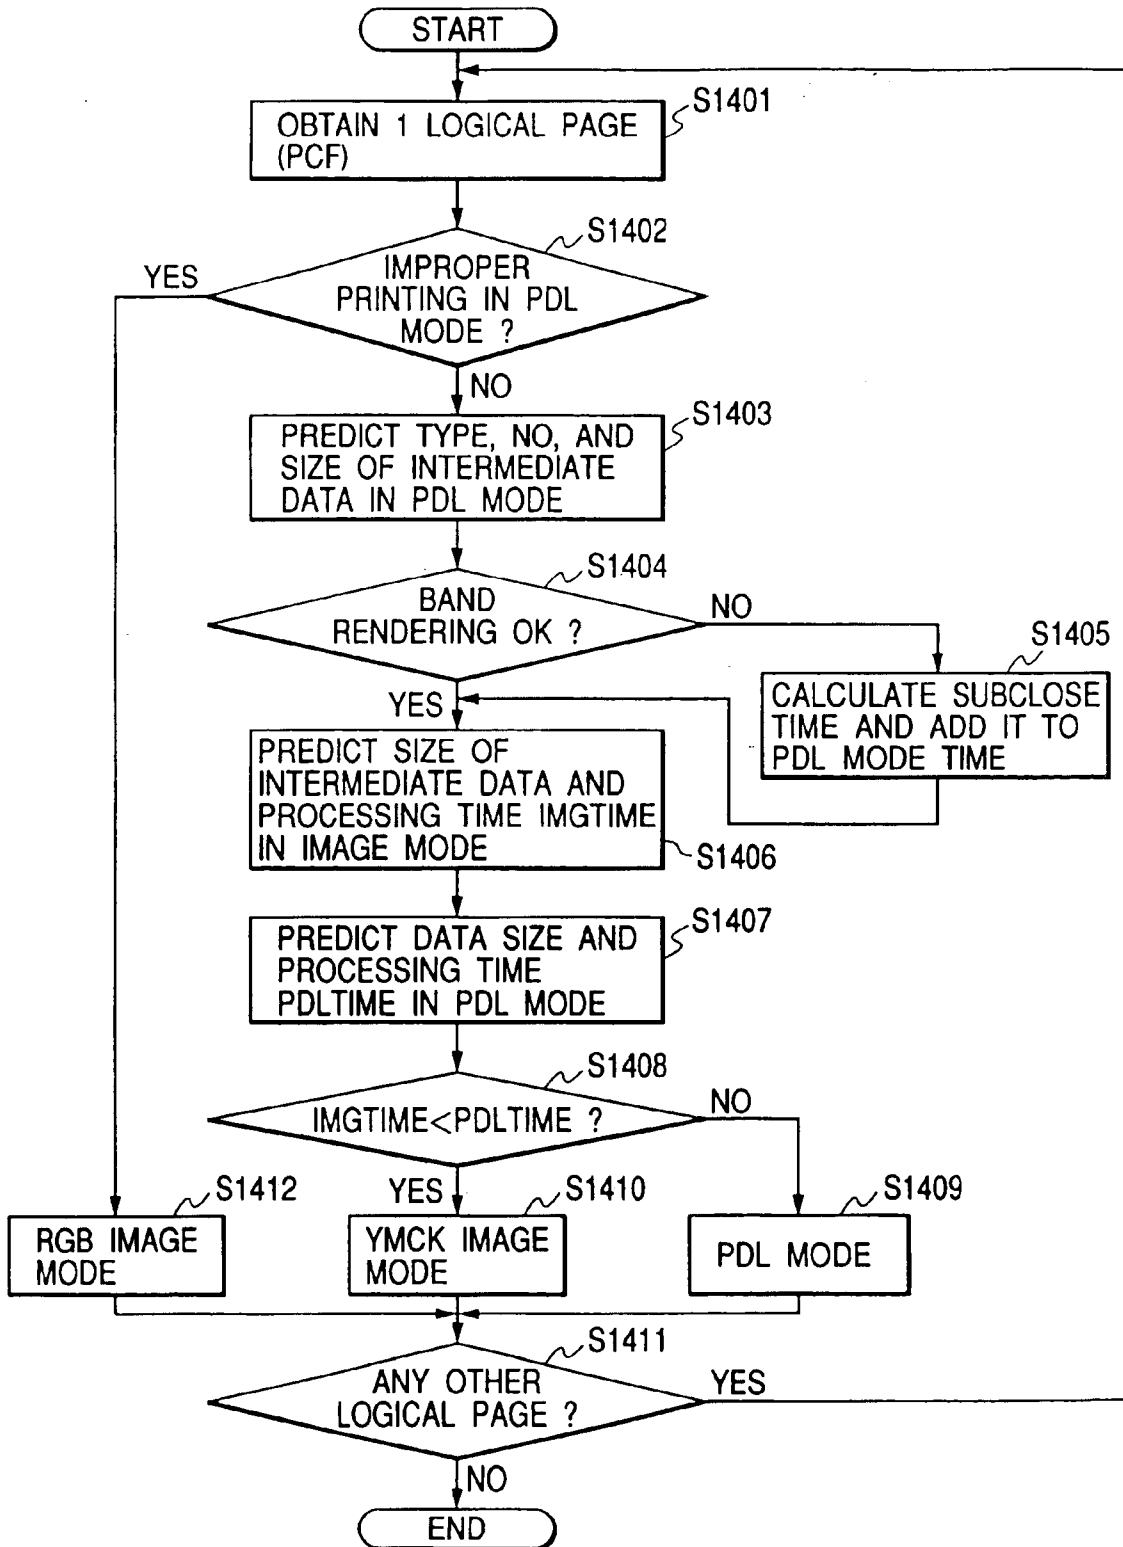 START
S1401
OBTAIN 1 LOGICAL PAGE
(PCF)
S1402
YES
IMPROPER
PRINTING IN PDL
MODE ?
NO
S1403
PREDICT TYPE, NO, AND
SIZE OF INTERMEDIATE
DATA IN PDL MODE
S1404
BAND
RENDERING OK ?
NO
S1405
CALCULATE SUBCLOSE
TIME AND ADD IT TO
PDL MODE TIME
YES
PREDICT SIZE OF
INTERMEDIATE DATA AND
PROCESSING TIME IMGTIME
IN IMAGE MODE
S1406
S1407
PREDICT DATA SIZE AND
PROCESSING TIME
PDLTIME IN PDL MODE
S1408
IMGTIME<PDLTIME ?
NO
YES
S1412
RGB IMAGE
MODE
S1410
YMCK IMAGE
MODE
S1409
PDL MODE
S1411
ANY OTHER
LOGICAL PAGE ?
YES
NO
END